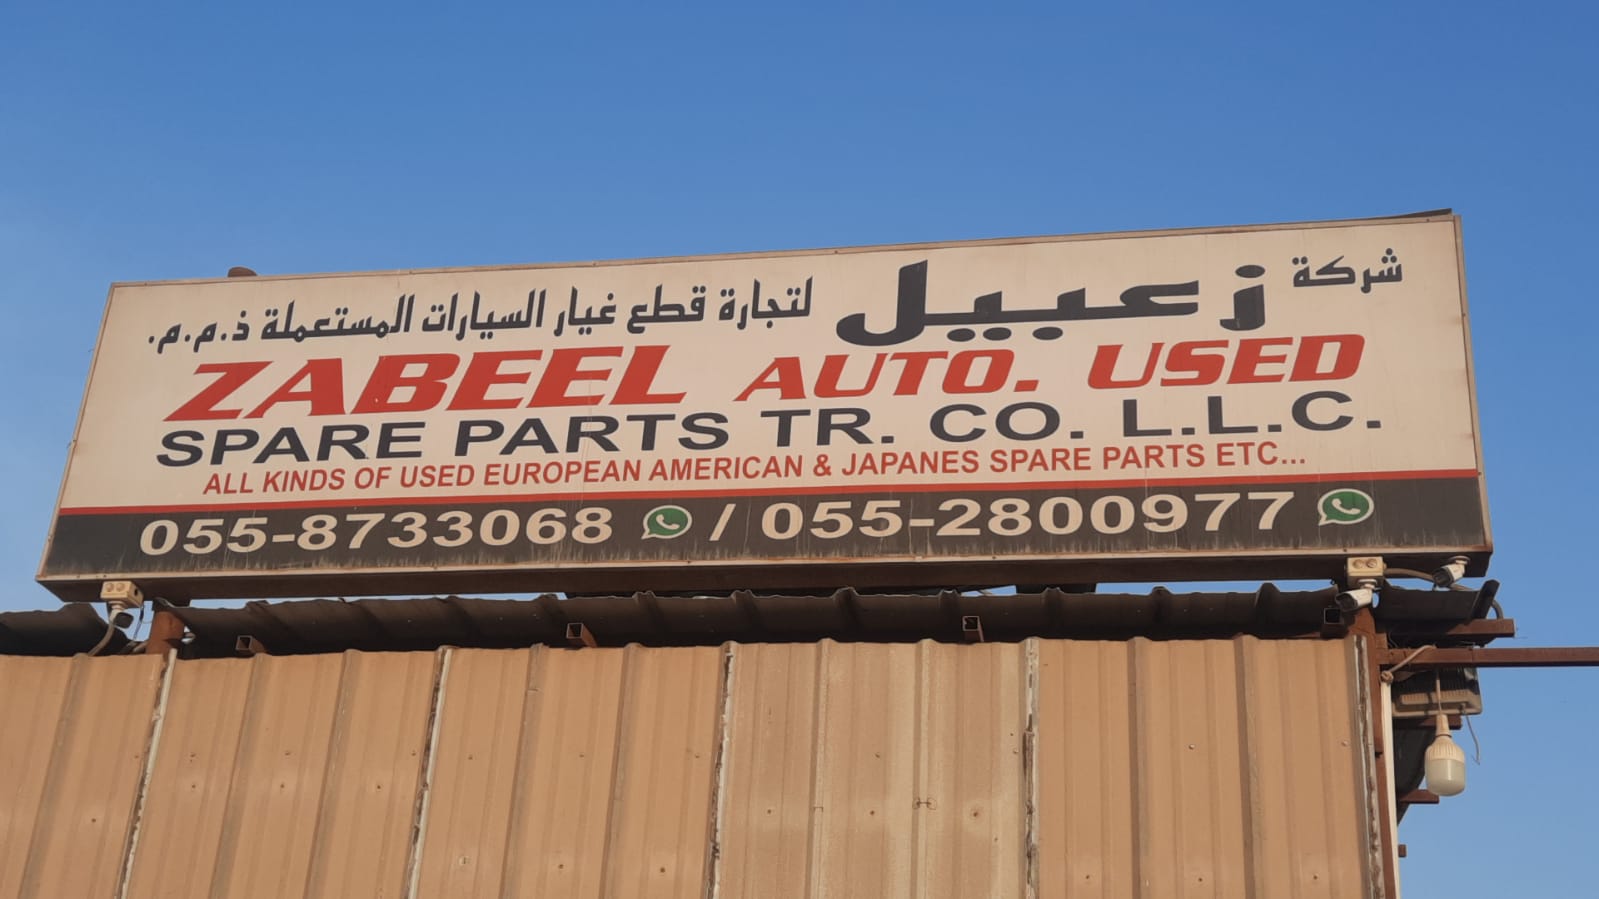 شركة زعبيل لتجارة قطع غيار السيارات المستعملة ذ.م.م.
ZABEEL AUTO. USED
SPARE PARTS TR. CO. L.L.C.
ALL KINDS OF USED EUROPEAN AMERICAN & JAPANES SPARE PARTS ETC...
055-8733068 / 055-2800977